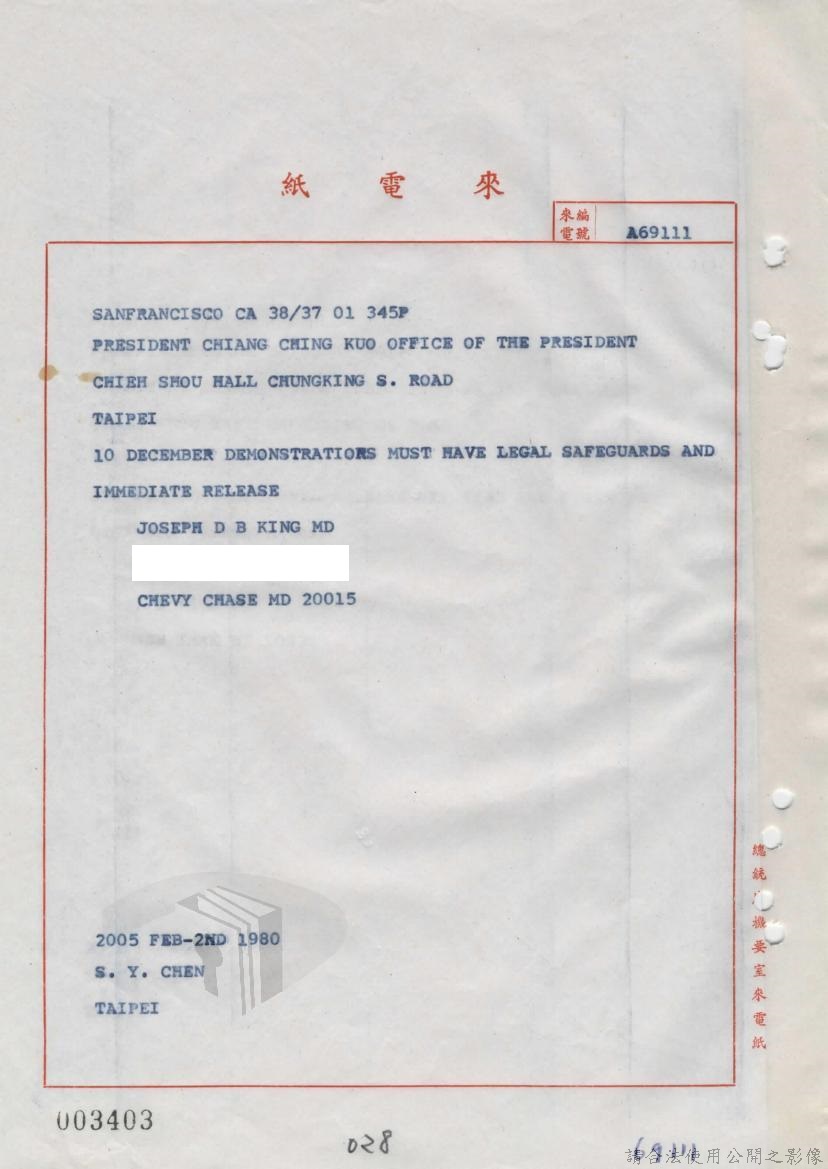 紙 電 來
來編
電號 A69111
SANFRANCISCO CA 38/37 01 345P
PRESIDENT CHIANG CHING KUO OFFICE OF THE PRESIDENT
CHIEH SHOU HALL CHUNGKING S. ROAD
TAIPEI
10 DECEMBER DEMONSTRATIORS MUST HAVE LEGAL SAFEGUARDS AND
IMMEDIATE RELEASE
JOSEPH D B KING MD
CHEVY CHASE MD 20015
2005 FEB-2ND 1980
S. Y. CHEN
TAIPEI
總統 機要室來電紙
003403
028
請合法使用公開之影像